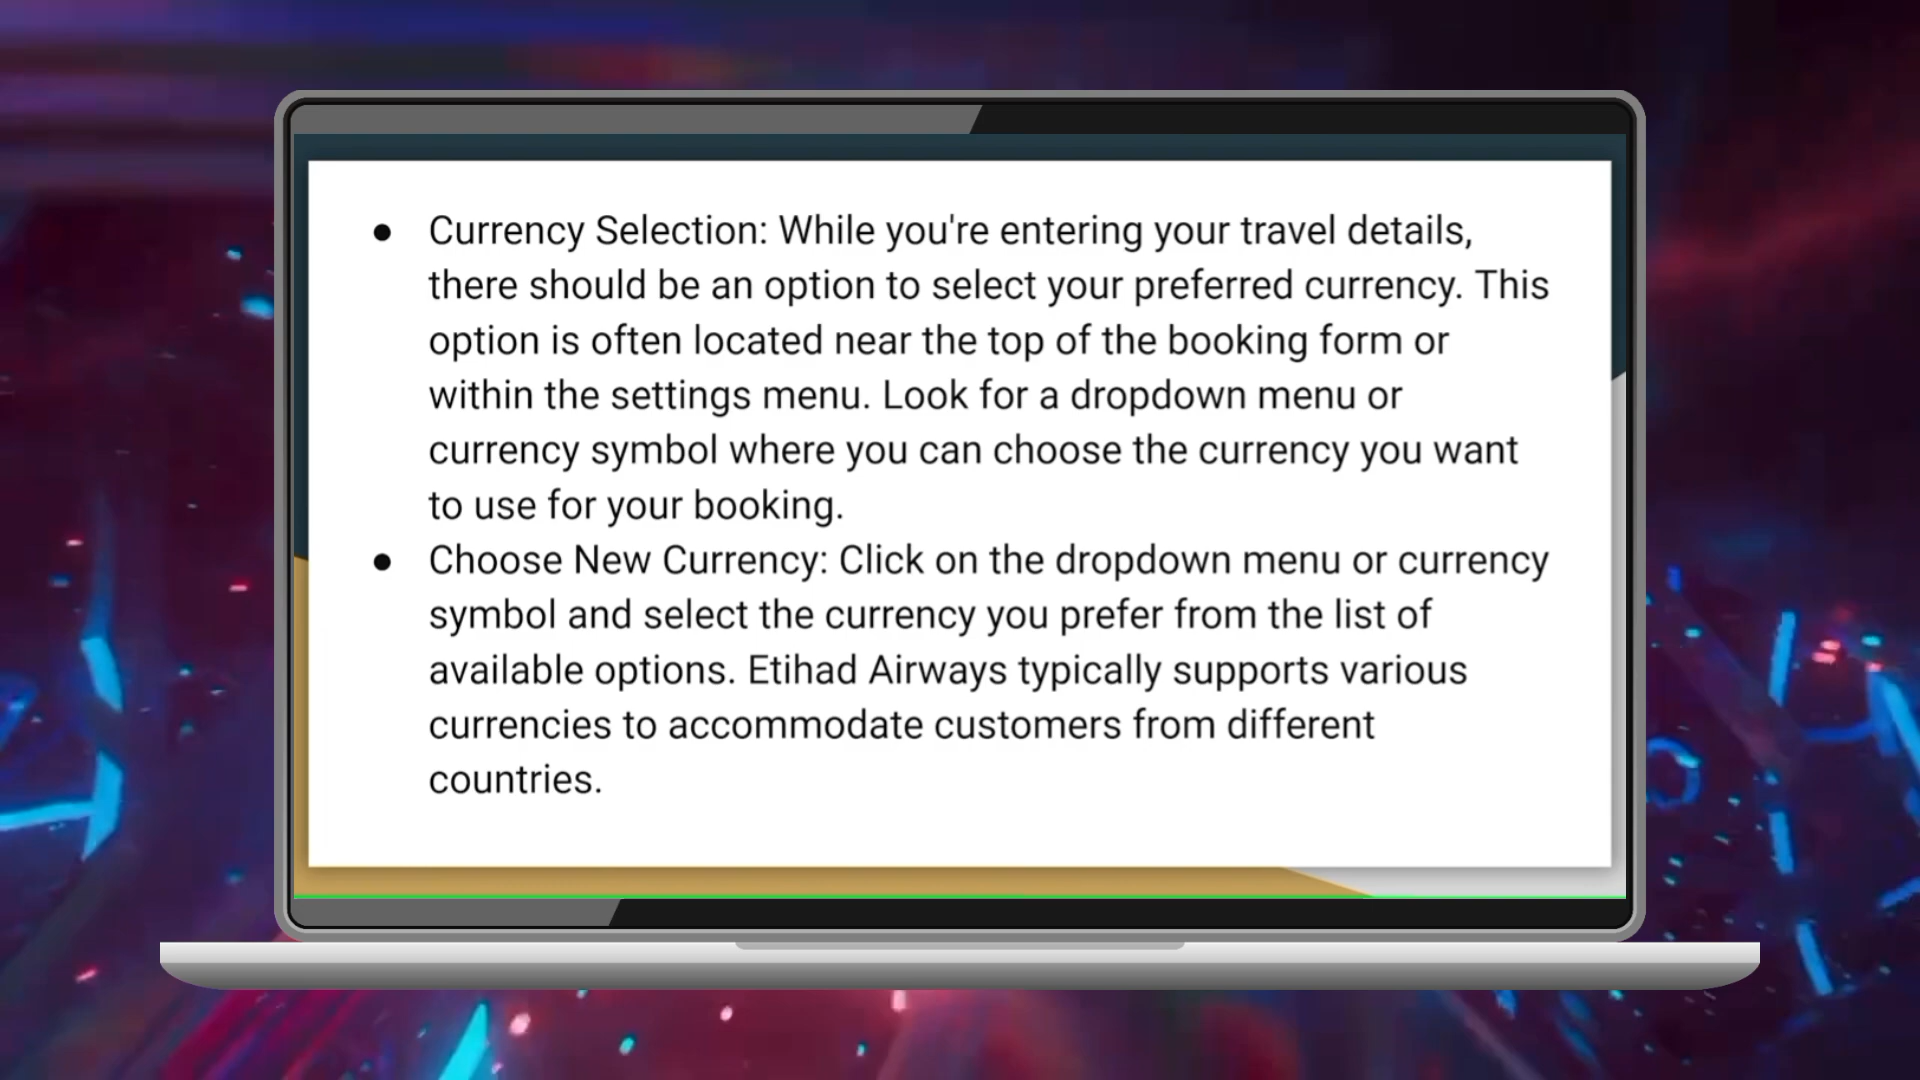 ● Currency Selection: While you're entering your travel details,
there should be an option to select your preferred currency. This
option is often located near the top of the booking form or
within the settings menu. Look for a dropdown menu or
currency symbol where you can choose the currency you want
to use for your booking.
● Choose New Currency: Click on the dropdown menu or currency
symbol and select the currency you prefer from the list of
available options. Etihad Airways typically supports various
currencies to accommodate customers from different
countries.